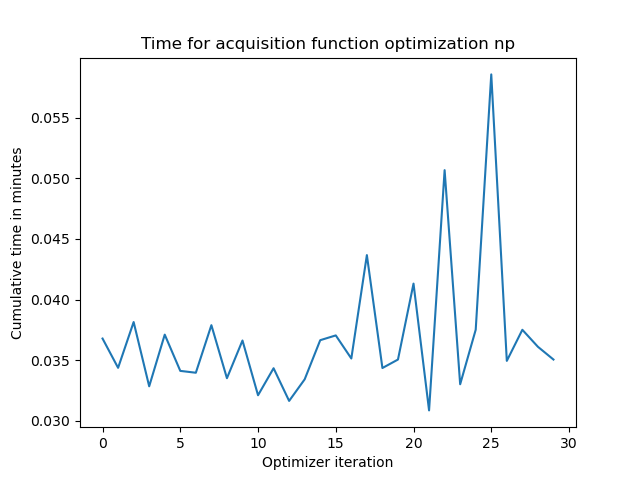 Time for acquisition function optimization np
Cumulative time in minutes
0.055
0.050
0.045
0.040
0.035
0.030
0 5 10 15 20 25 30
Optimizer iteration